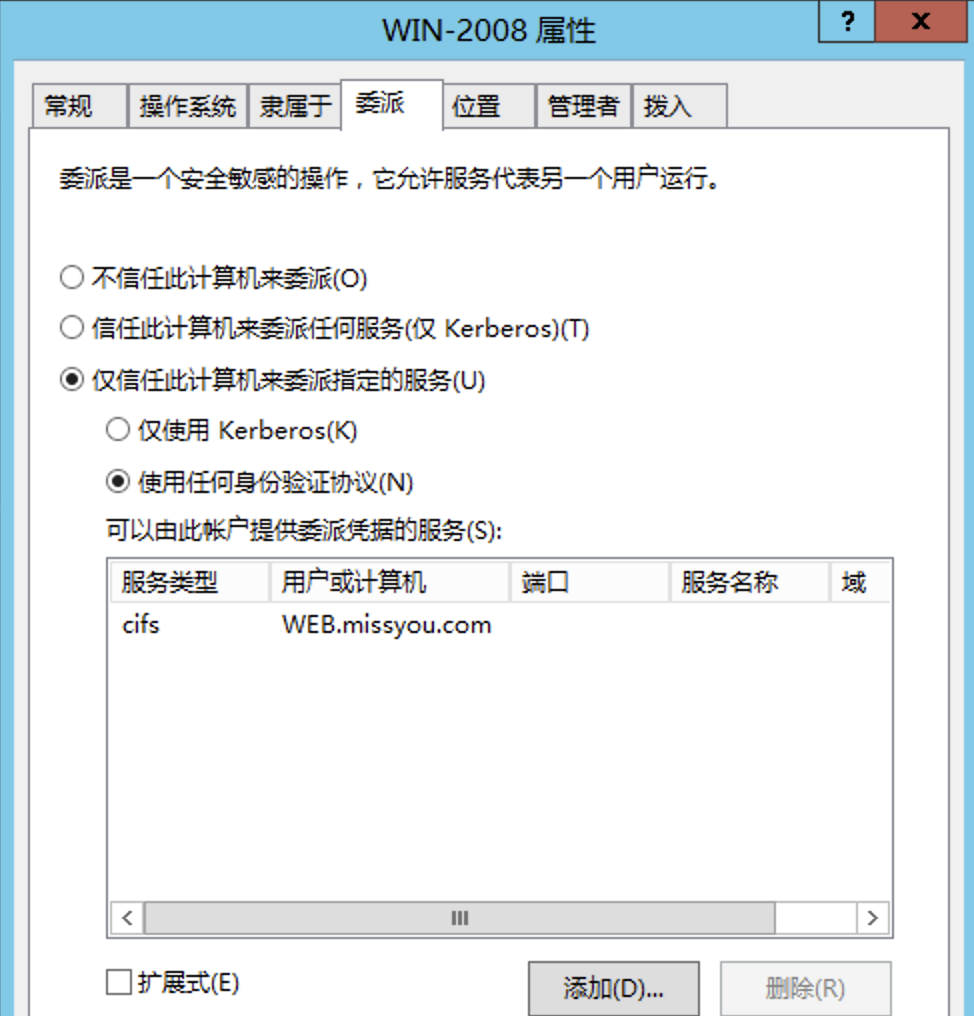 WIN-2008 属性
? x
常规 操作系统 隶属于 委派 位置 管理者 拨入
委派是一个安全敏感的操作，它允许服务代表另一个用户运行。
不信任此计算机来委派(O)
信任此计算机来委派任何服务(仅 Kerberos)(T)
仅信任此计算机来委派指定的服务(U)
仅使用 Kerberos(K)
使用任何身份验证协议(N)
可以由此帐户提供委派凭据的服务(S):
服务类型 用户或计算机 端口 服务名称 域
cifs WEB.missyou.com
扩展式(E) 添加(D)... 删除(R)